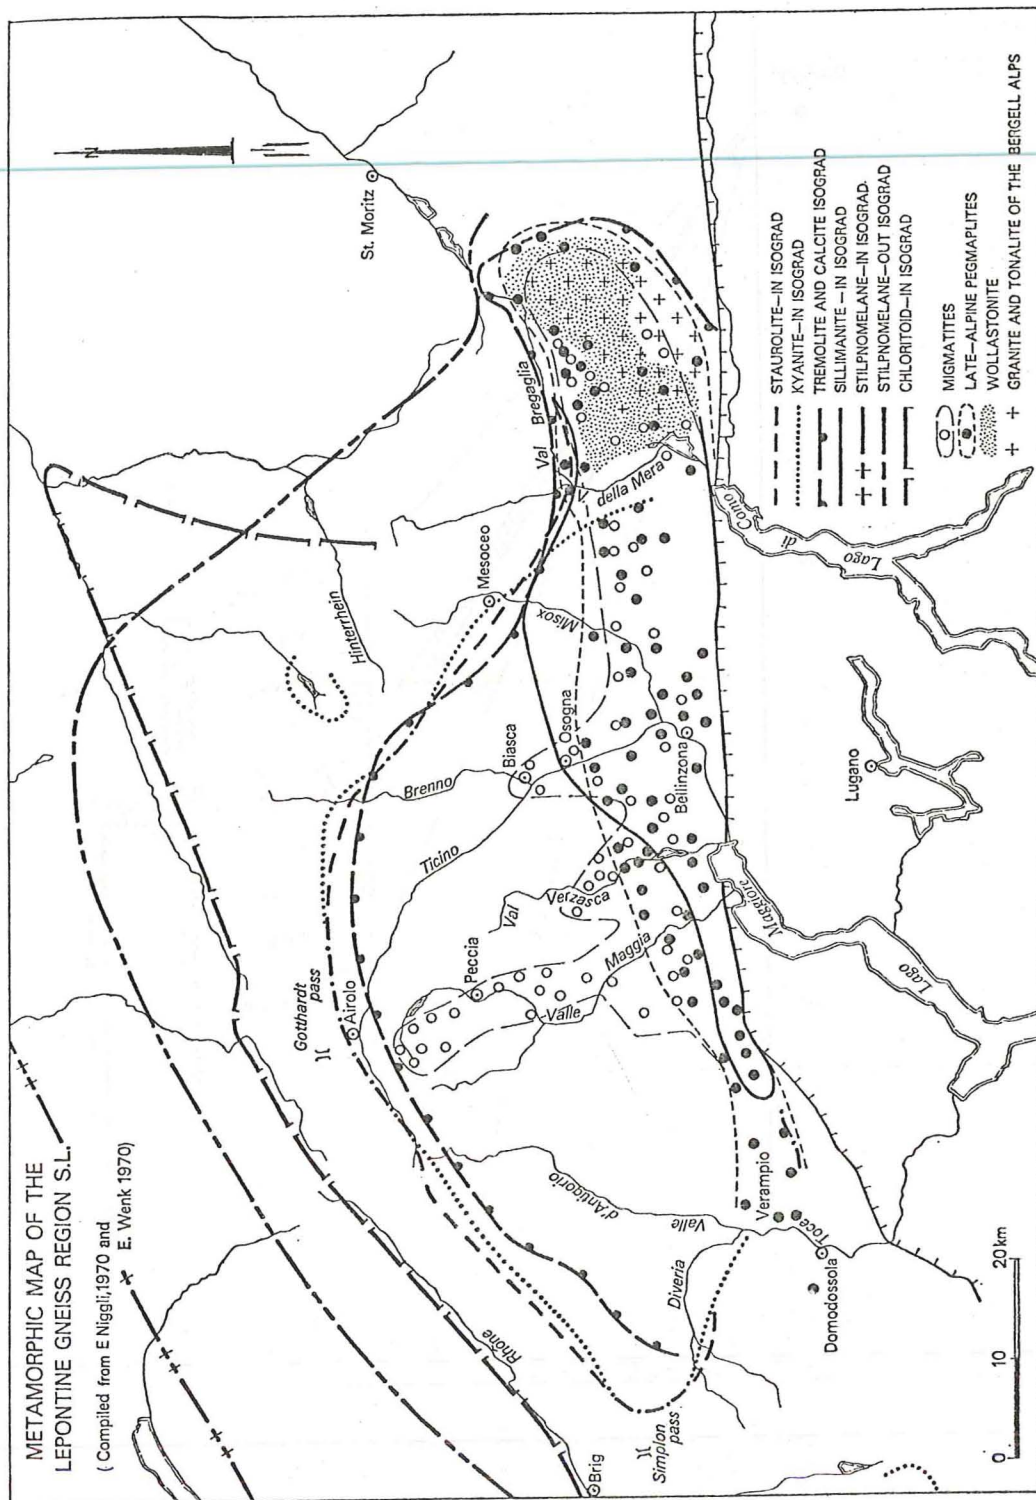 METAMORPHIC MAP OF THE
LEPONTINE GNEISS REGION S.L.
( Compiled from E Niggli,1970 and
E. Wenk 1970)
N
St. Moritz
Val Bregaglia
V. della Mera
Hinterrhein
Mesoceo
Misox
Brenno
Biasca
Osogna
Ticino
Bellinzona
Gotthardt
pass
Airolo
Peccia
Val Verzasca
Valle Maggia
Lago Maggiore
Lugano
Lago di Como
Rhône
Brig
Simplon
pass
Diveria
Valle d'Antigorio
Verampio
Toce
Domodossola
0 10 20km
STAUROLITE-IN ISOGRAD
KYANITE-IN ISOGRAD
TREMOLITE AND CALCITE ISOGRAD
SILLIMANITE-IN ISOGRAD
STILPNOMELANE-IN ISOGRAD.
STILPNOMELANE-OUT ISOGRAD
CHLORITOID-IN ISOGRAD
MIGMATITES
LATE-ALPINE PEGMAPLITES
WOLLASTONITE
GRANITE AND TONALITE OF THE BERGELL ALPS